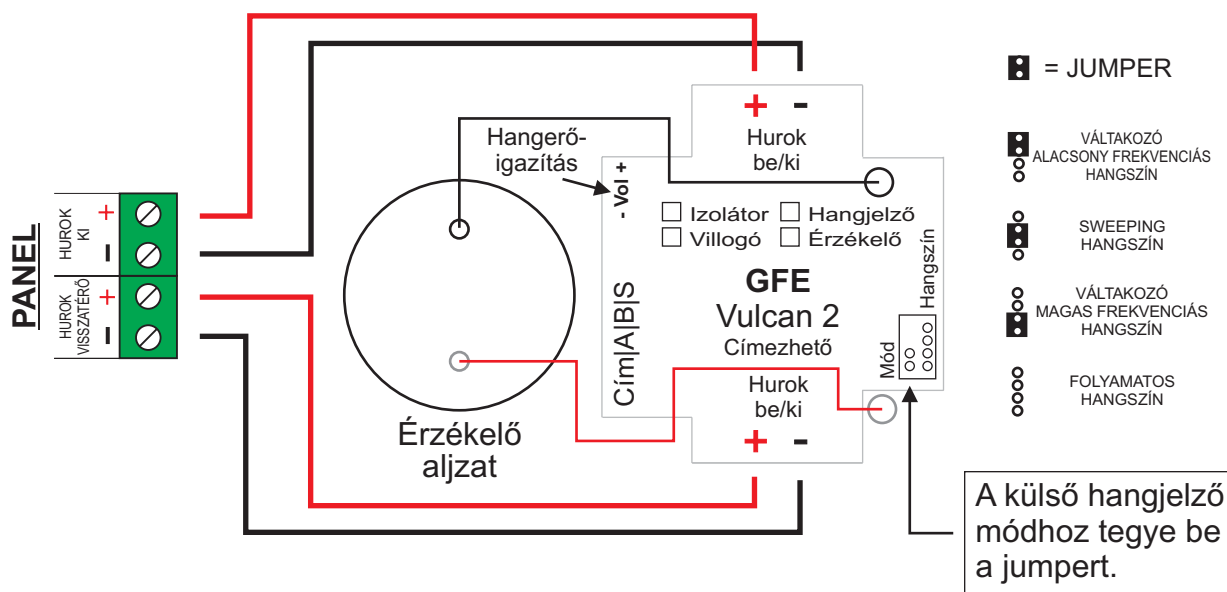 PANEL
HUROK
KI
+
-
HUROK
VISSZATÉRŐ
+
-
Hangerő-
igazítás
Érzékelő
aljzat
+ -
Hurok
be/ki
- Vol +
Izolátor
Hangjelző
Villogó
Érzékelő
GFE
Vulcan 2
Címezhető
Cím|A|B|S
Mód
Hangszín
Hurok
be/ki
+ -
= JUMPER
VÁLTAKOZÓ
ALACSONY FREKVENCIÁS
HANGSZÍN
SWEEPING
HANGSZÍN
VÁLTAKOZÓ
MAGAS FREKVENCIÁS
HANGSZÍN
FOLYAMATOS
HANGSZÍN
A külső hangjelző
módhoz tegye be
a jumpert.